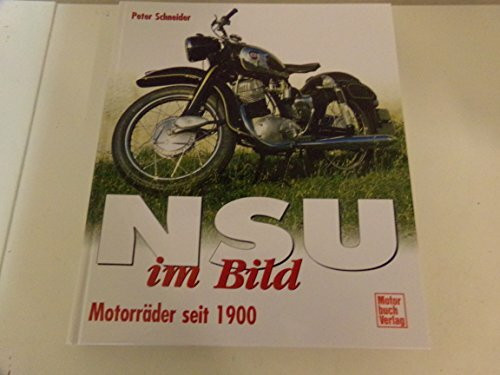 Peter Schneider
NSU
im Bild
Motorräder seit 1900
Motor
buch
Verlag